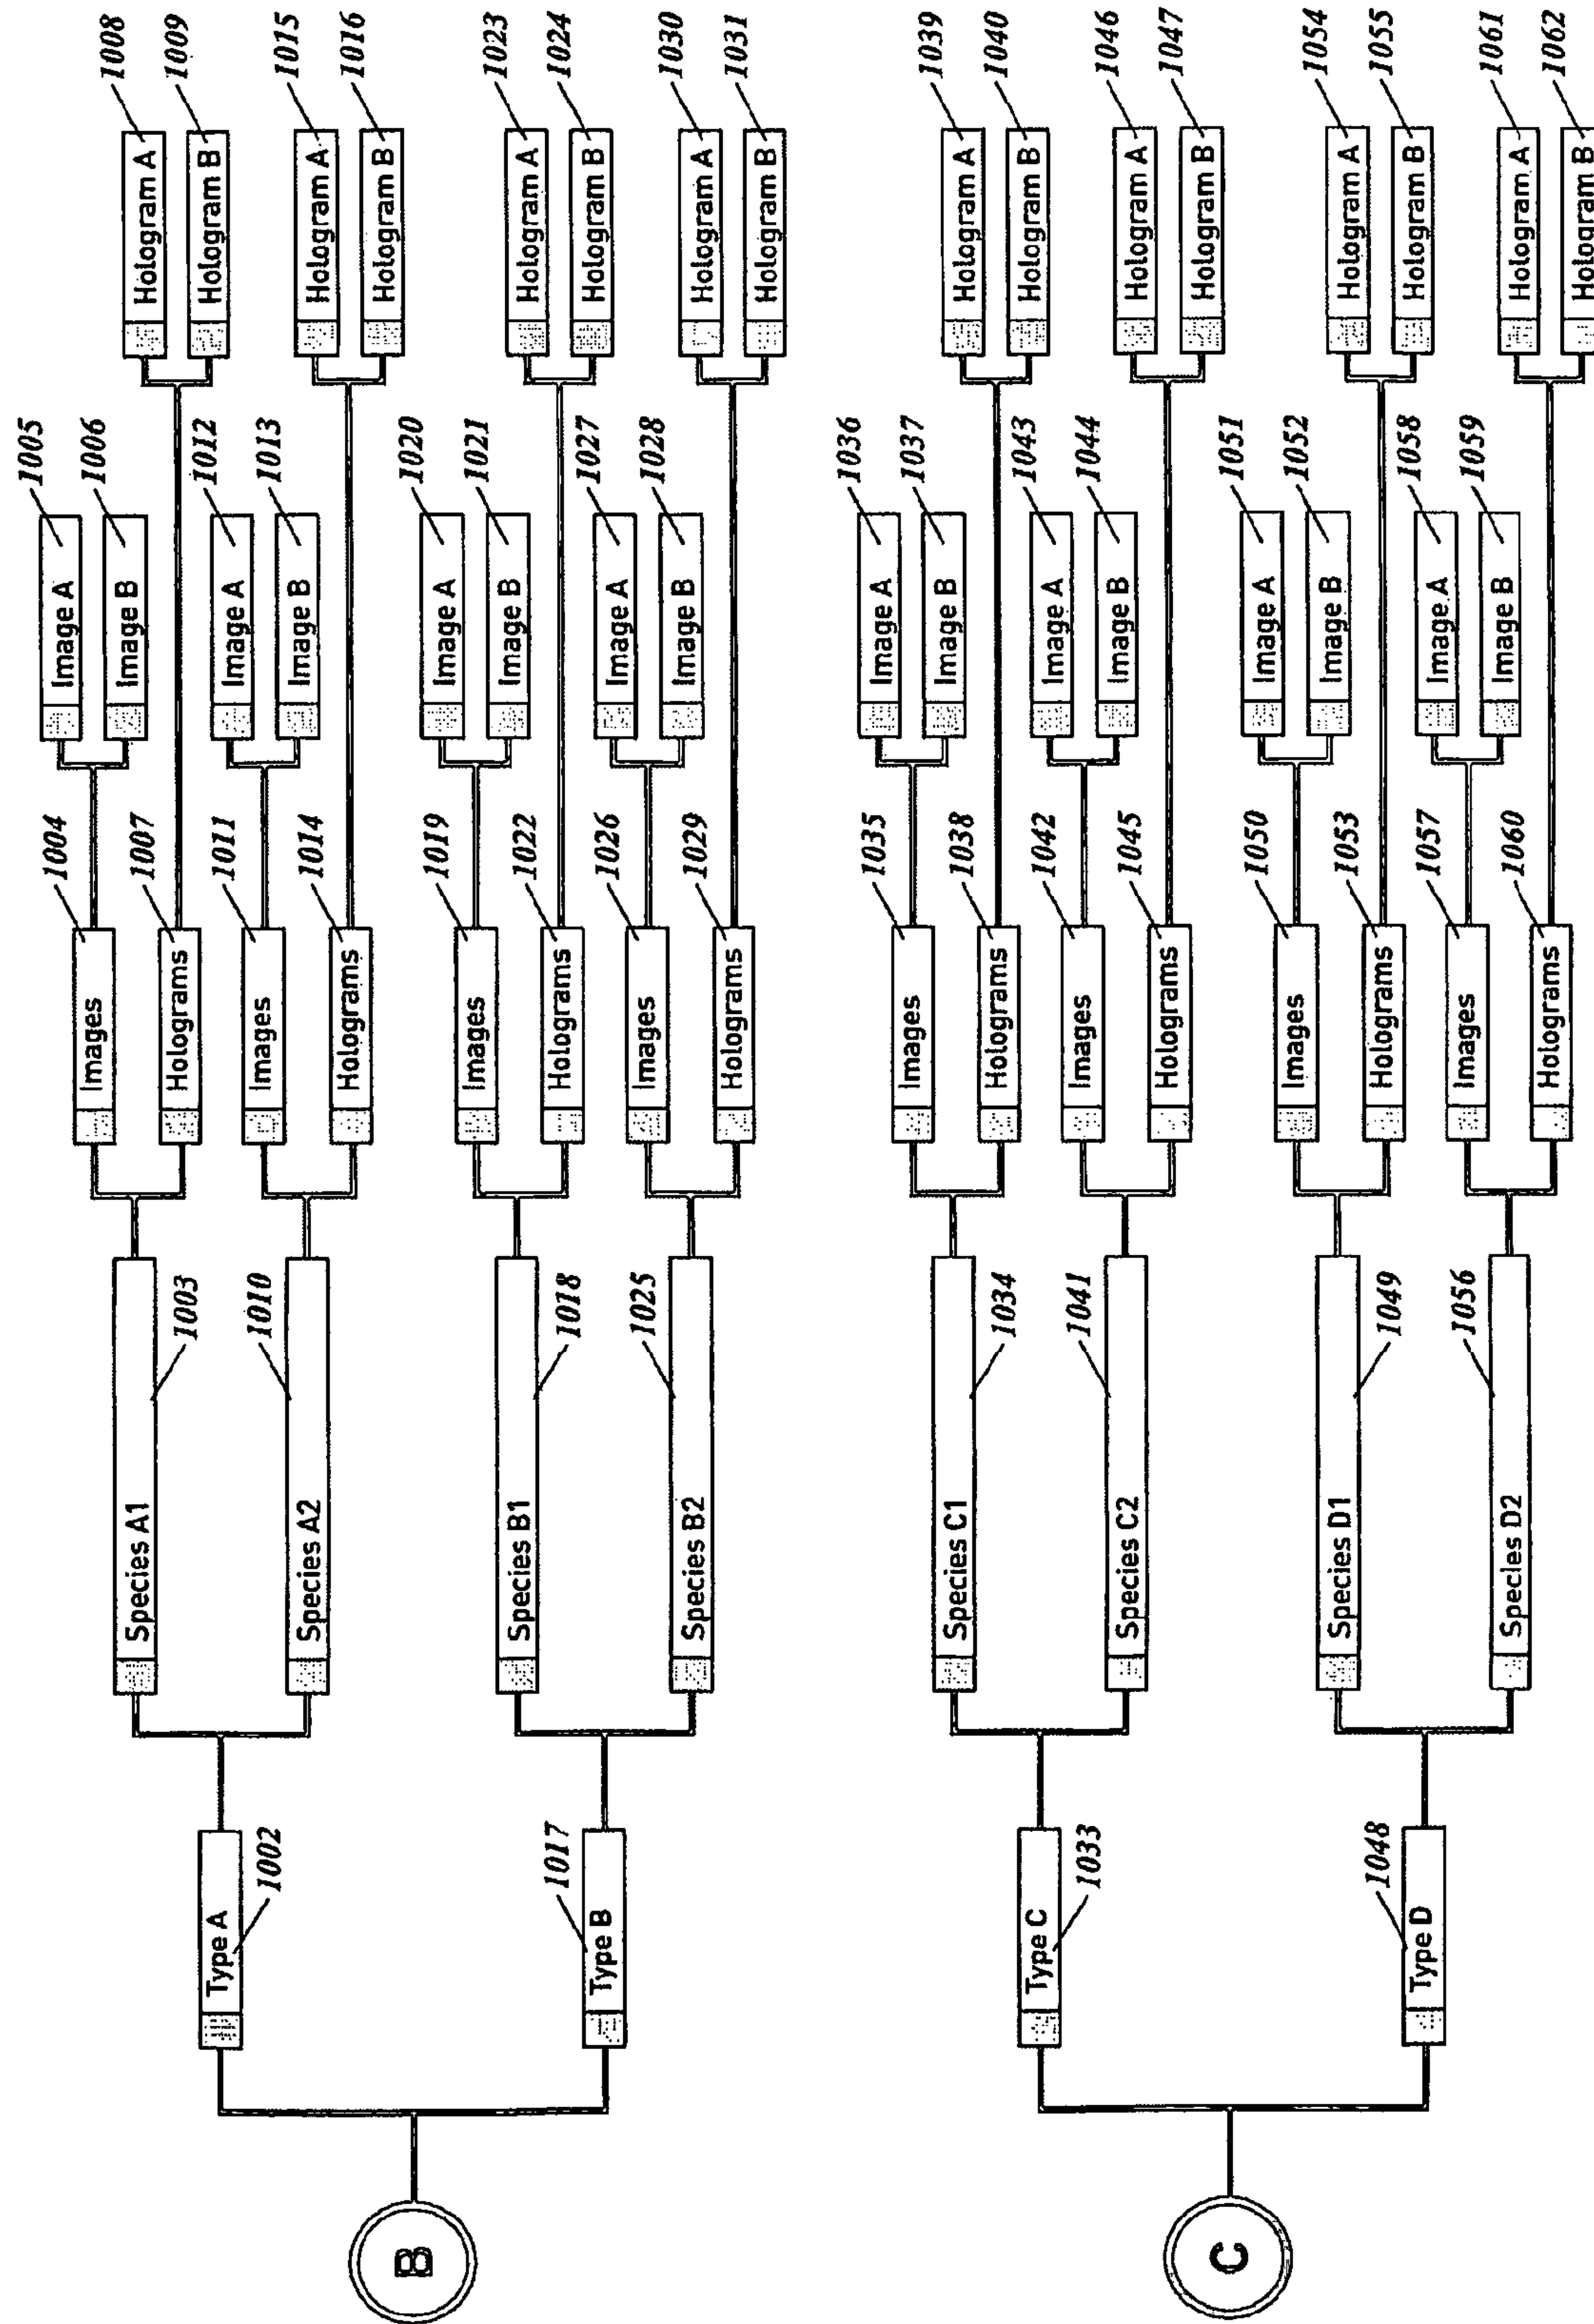 B
Type A
1002
Species A1
1003
Images
1004
Image A
1005
Image B
1006
Holograms
1007
Hologram A
1008
Hologram B
1009
Species A2
1010
Images
1011
Image A
1012
Image B
1013
Holograms
1014
Hologram A
1015
Hologram B
1016
Type B
1017
Species B1
1018
Images
1019
Image A
1020
Image B
1021
Holograms
1022
Hologram A
1023
Hologram B
1024
Species B2
1025
Images
1026
Image A
1027
Image B
1028
Holograms
1029
Hologram A
1030
Hologram B
1031
C
Type C
1033
Species C1
1034
Images
1035
Image A
1036
Image B
1037
Holograms
1038
Hologram A
1039
Hologram B
1040
Species C2
1041
Images
1042
Image A
1043
Image B
1044
Holograms
1045
Hologram A
1046
Hologram B
1047
Type D
1048
Species D1
1049
Images
1050
Image A
1051
Image B
1052
Holograms
1053
Hologram A
1054
Hologram B
1055
Species D2
1056
Images
1057
Image A
1058
Image B
1059
Holograms
1060
Hologram A
1061
Hologram B
1062